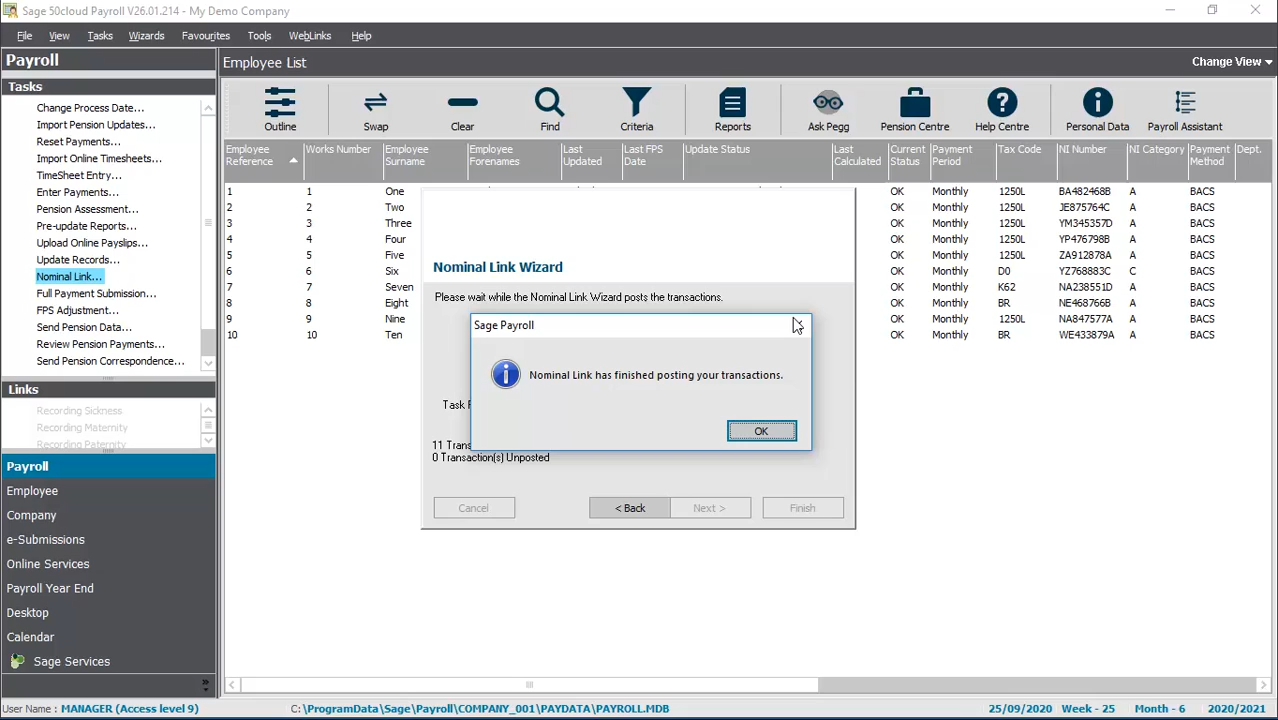 Sage 50cloud Payroll V26.01.214 - My Demo Company
File View Tasks Wizards Favourites Tools WebLinks Help
Payroll
Employee List
Change View
Tasks
Change Process Date...
Import Pension Updates...
Reset Payments...
Import Online Timesheets...
TimeSheet Entry...
Enter Payments...
Pension Assessment...
Pre-update Reports...
Upload Online Payslips...
Update Records...
Nominal Link...
Full Payment Submission...
FPS Adjustment...
Send Pension Data...
Review Pension Payments...
Send Pension Correspondence...
Links
Recording Sickness
Recording Maternity
Recording Paternity
Payroll
Employee
Company
e-Submissions
Online Services
Payroll Year End
Desktop
Calendar
Sage Services
Outline Swap Clear Find Criteria Reports Ask Pegg Pension Centre Help Centre Personal Data Payroll Assistant
Employee Reference Works Number Employee Surname Employee Forenames Last Updated Last FPS Date Update Status Last Calculated Current Status Payment Period Tax Code NI Number NI Category Payment Method Dept.
1 1 One OK Monthly 1250L BA482468B A BACS
2 2 Two OK Monthly 1250L JE875764C A BACS
3 3 Three OK Monthly 1250L YM345357D A BACS
4 4 Four OK Monthly 1250L YP476798B A BACS
5 5 Five OK Monthly 1250L ZA912878A A BACS
6 6 Six OK Monthly D0 YZ768883C C BACS
7 7 Seven OK Monthly K62 NA238551D A BACS
8 8 Eight OK Monthly BR NE468766B A BACS
9 9 Nine OK Monthly 1250L NA847577A A BACS
10 10 Ten OK Monthly BR WE433879A A BACS
Nominal Link Wizard
Please wait while the Nominal Link Wizard posts the transactions.
Sage Payroll
Nominal Link has finished posting your transactions.
OK
Task
11
0 Transaction(s) Unposted
Cancel < Back Next > Finish
User Name : MANAGER (Access level 9) C:\ProgramData\Sage\Payroll\COMPANY_001\PAYDATA\PAYROLL.MDB 25/09/2020 Week - 25 Month - 6 2020/2021